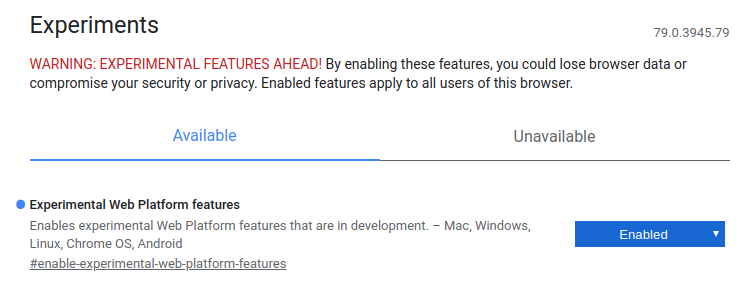 Experiments
79.0.3945.79
WARNING: EXPERIMENTAL FEATURES AHEAD! By enabling these features, you could lose browser data or
compromise your security or privacy. Enabled features apply to all users of this browser.
Available
Unavailable
Experimental Web Platform features
Enables experimental Web Platform features that are in development. – Mac, Windows,
Linux, Chrome OS, Android
#enable-experimental-web-platform-features
Enabled